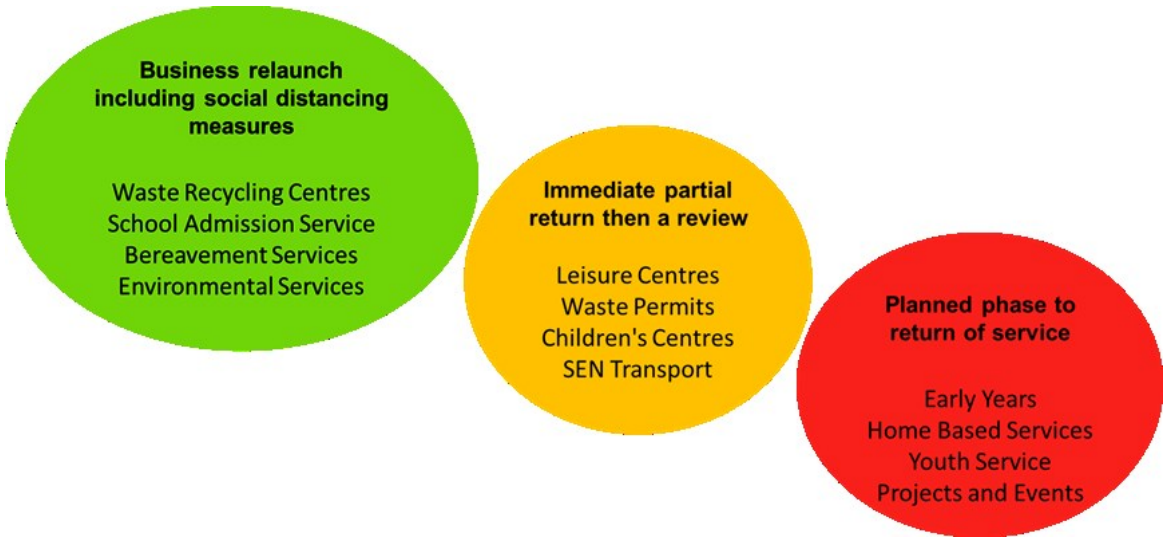 Business relaunch
including social distancing
measures
Waste Recycling Centres
School Admission Service
Bereavement Services
Environmental Services
Immediate partial
return then a review
Leisure Centres
Waste Permits
Children's Centres
SEN Transport
Planned phase to
return of service
Early Years
Home Based Services
Youth Service
Projects and Events